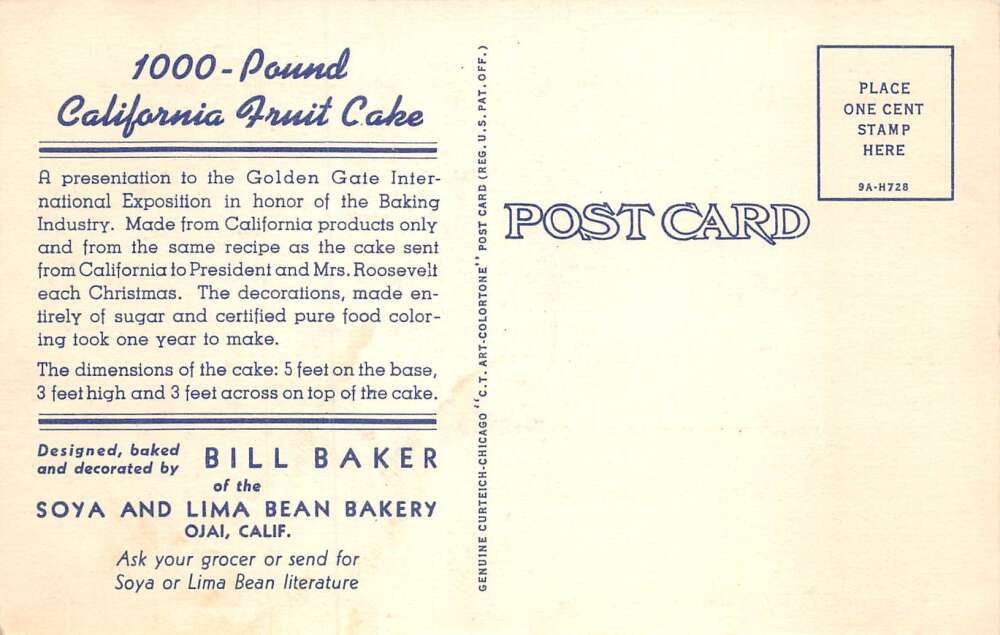 1000-Pound
California Fruit Cake
A presentation to the Golden Gate Inter-
national Exposition in honor of the Baking
Industry. Made from California products only
and from the same recipe as the cake sent
from California to President and Mrs. Roosevelt
each Christmas. The decorations, made en-
tirely of sugar and certified pure food color-
ing took one year to make.
The dimensions of the cake: 5 feet on the base,
3 feet high and 3 feet across on top of the cake.
Designed, baked
and decorated by
BILL BAKER
of the
SOYA AND LIMA BEAN BAKERY
OJAI, CALIF.
Ask your grocer or send for
Soya or Lima Bean literature
GENUINE CURTEICH-CHICAGO "C.T. ART-COLORTONE" POST CARD (REG. U.S. PAT. OFF.)
POST CARD
PLACE
ONE CENT
STAMP
HERE
9A-H728